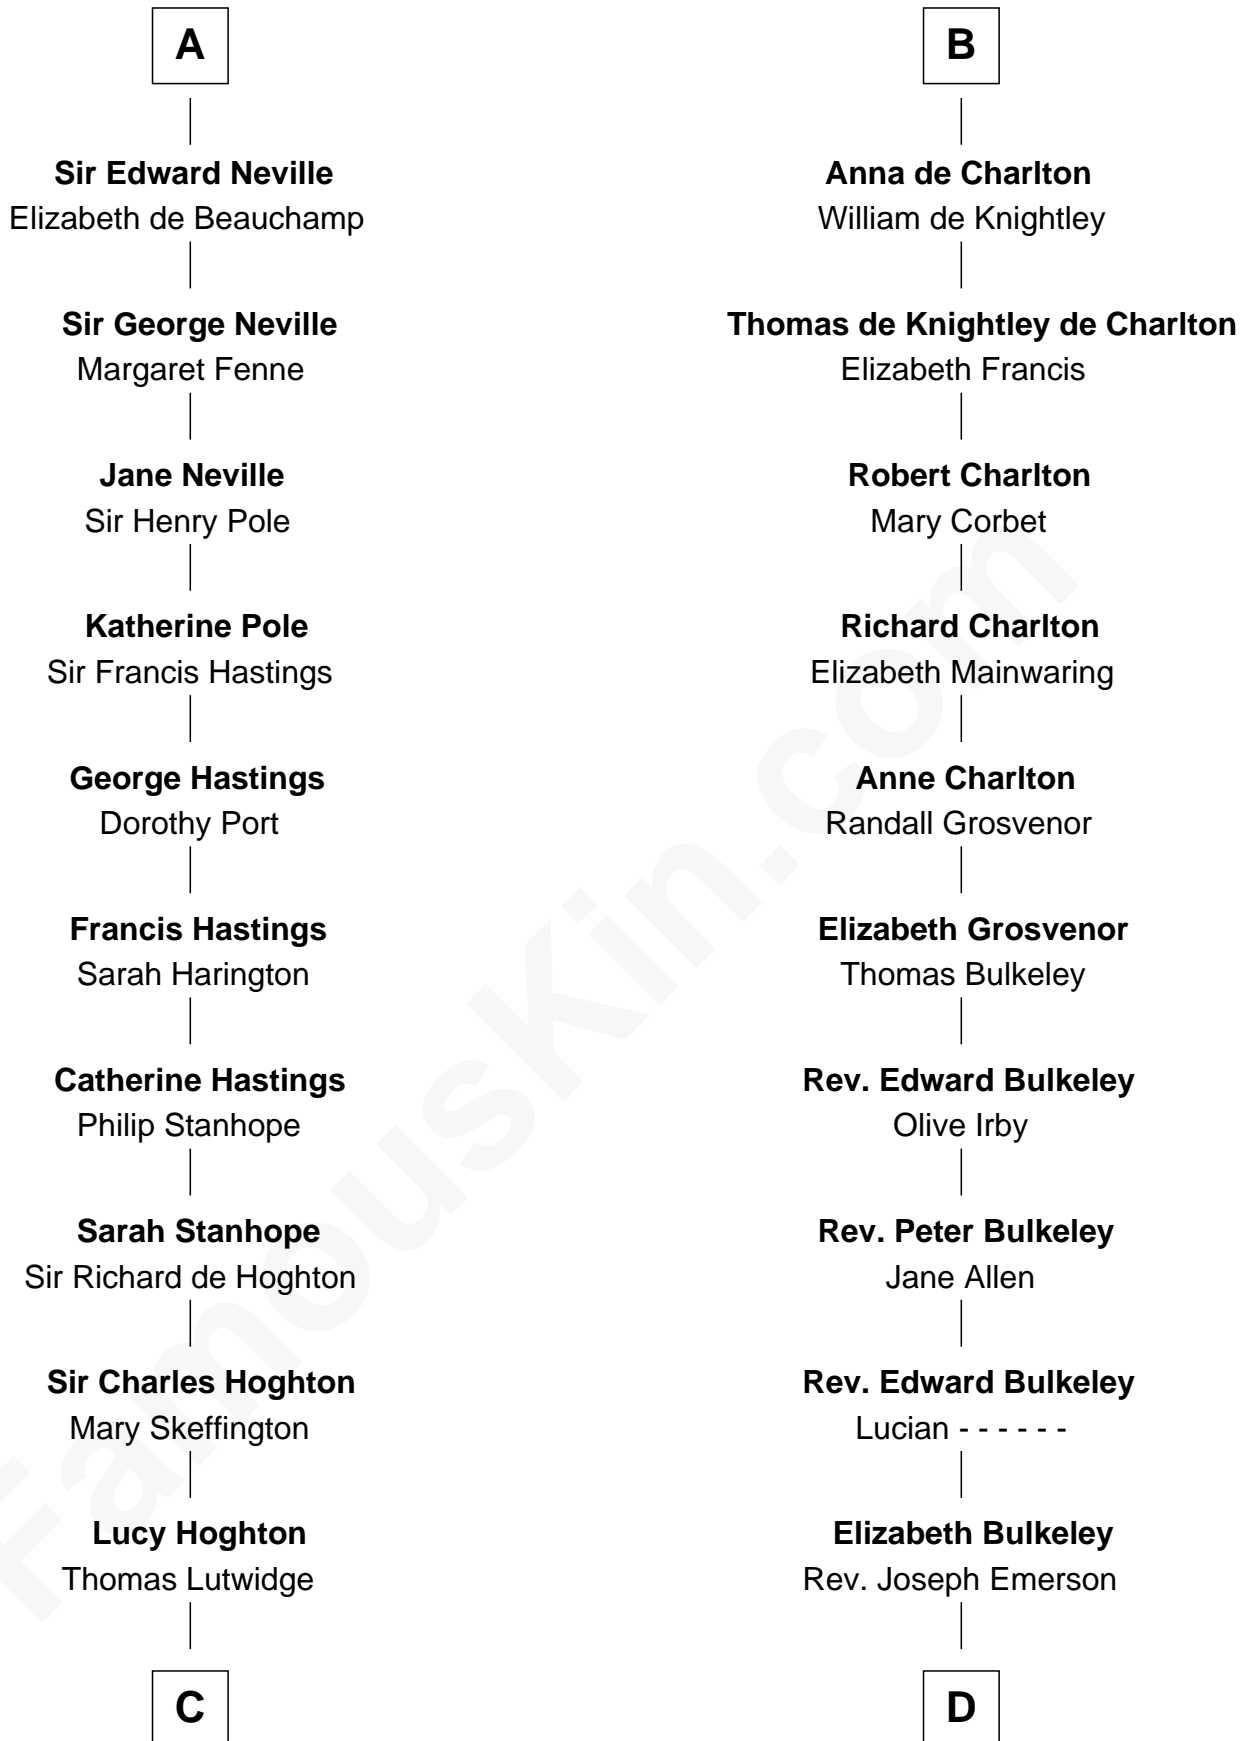 A
Sir Edward Neville
Elizabeth de Beauchamp
Sir George Neville
Margaret Fenne
Jane Neville
Sir Henry Pole
Katherine Pole
Sir Francis Hastings
George Hastings
Dorothy Port
Francis Hastings
Sarah Harington
Catherine Hastings
Philip Stanhope
Sarah Stanhope
Sir Richard de Hoghton
Sir Charles Hoghton
Mary Skeffington
Lucy Hoghton
Thomas Lutwidge
C
B
Anna de Charlton
William de Knightley
Thomas de Knightley de Charlton
Elizabeth Francis
Robert Charlton
Mary Corbet
Richard Charlton
Elizabeth Mainwaring
Anne Charlton
Randall Grosvenor
Elizabeth Grosvenor
Thomas Bulkeley
Rev. Edward Bulkeley
Olive Irby
Rev. Peter Bulkeley
Jane Allen
Rev. Edward Bulkeley
Lucian - - - - - -
Elizabeth Bulkeley
Rev. Joseph Emerson
D
FamousKin.com